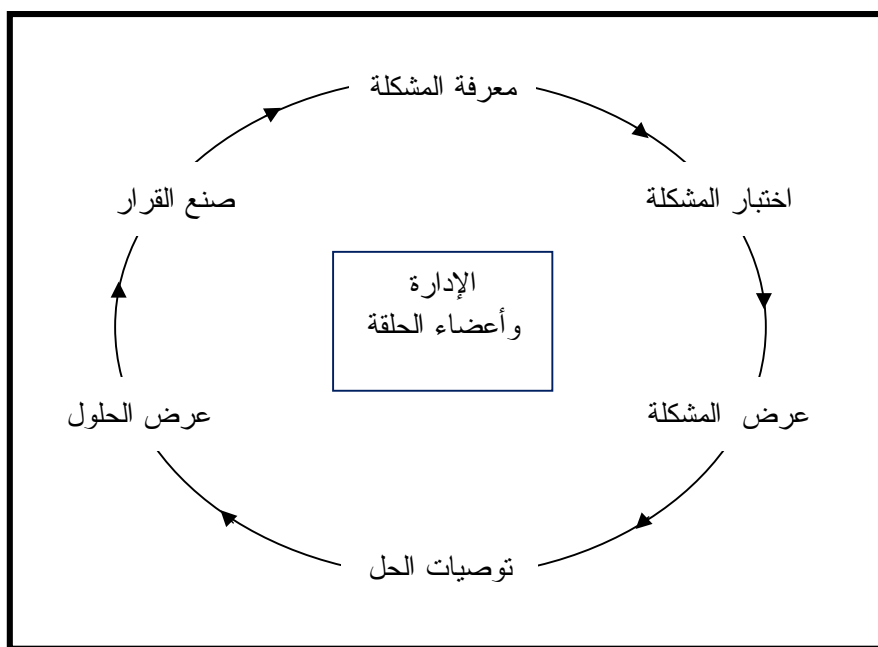 معرفة المشكلة
اختبار المشكلة
صنع القرار
الإدارة
وأعضاء الحلقة
عرض المشكلة
عرض الحلول
توصيات الحل